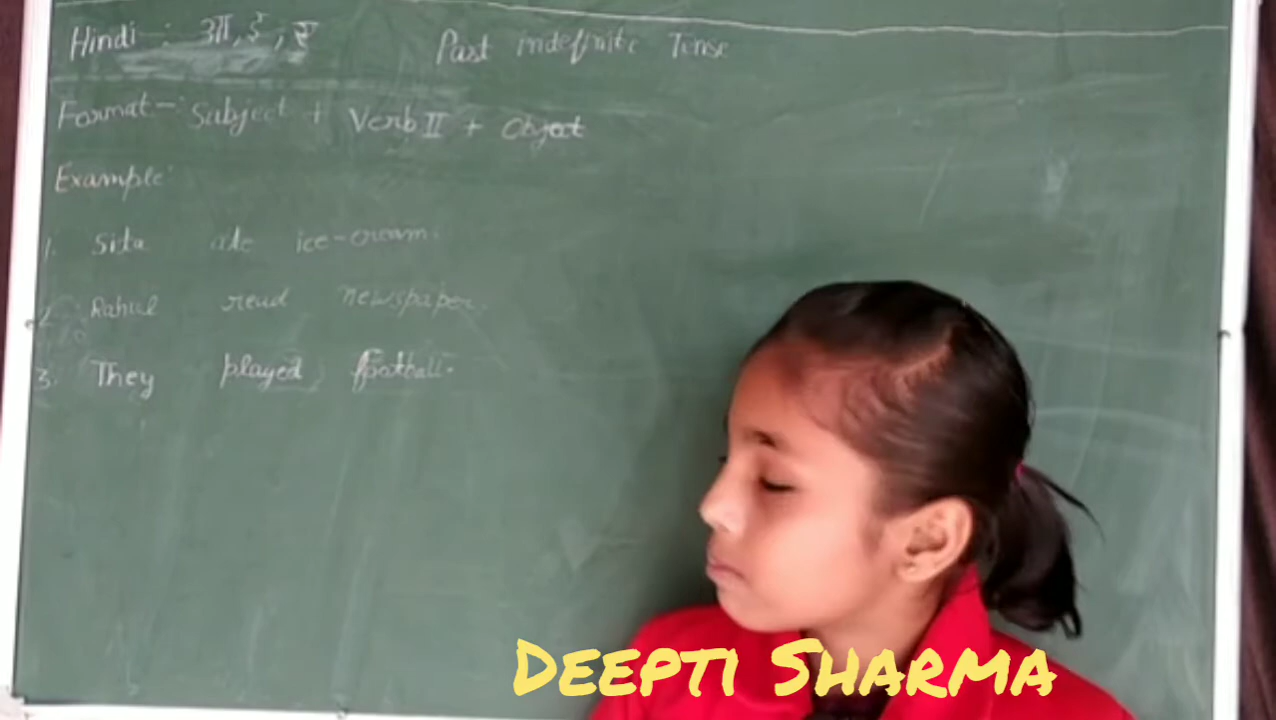 Hindi-: आ, ई, ए Past indefinite Tense
Format-: Subject + Verb II + Object
Example:
1. Sita ate ice-cream.
2. Rahul read newspaper.
3. They played football.
DEEPTI SHARMA